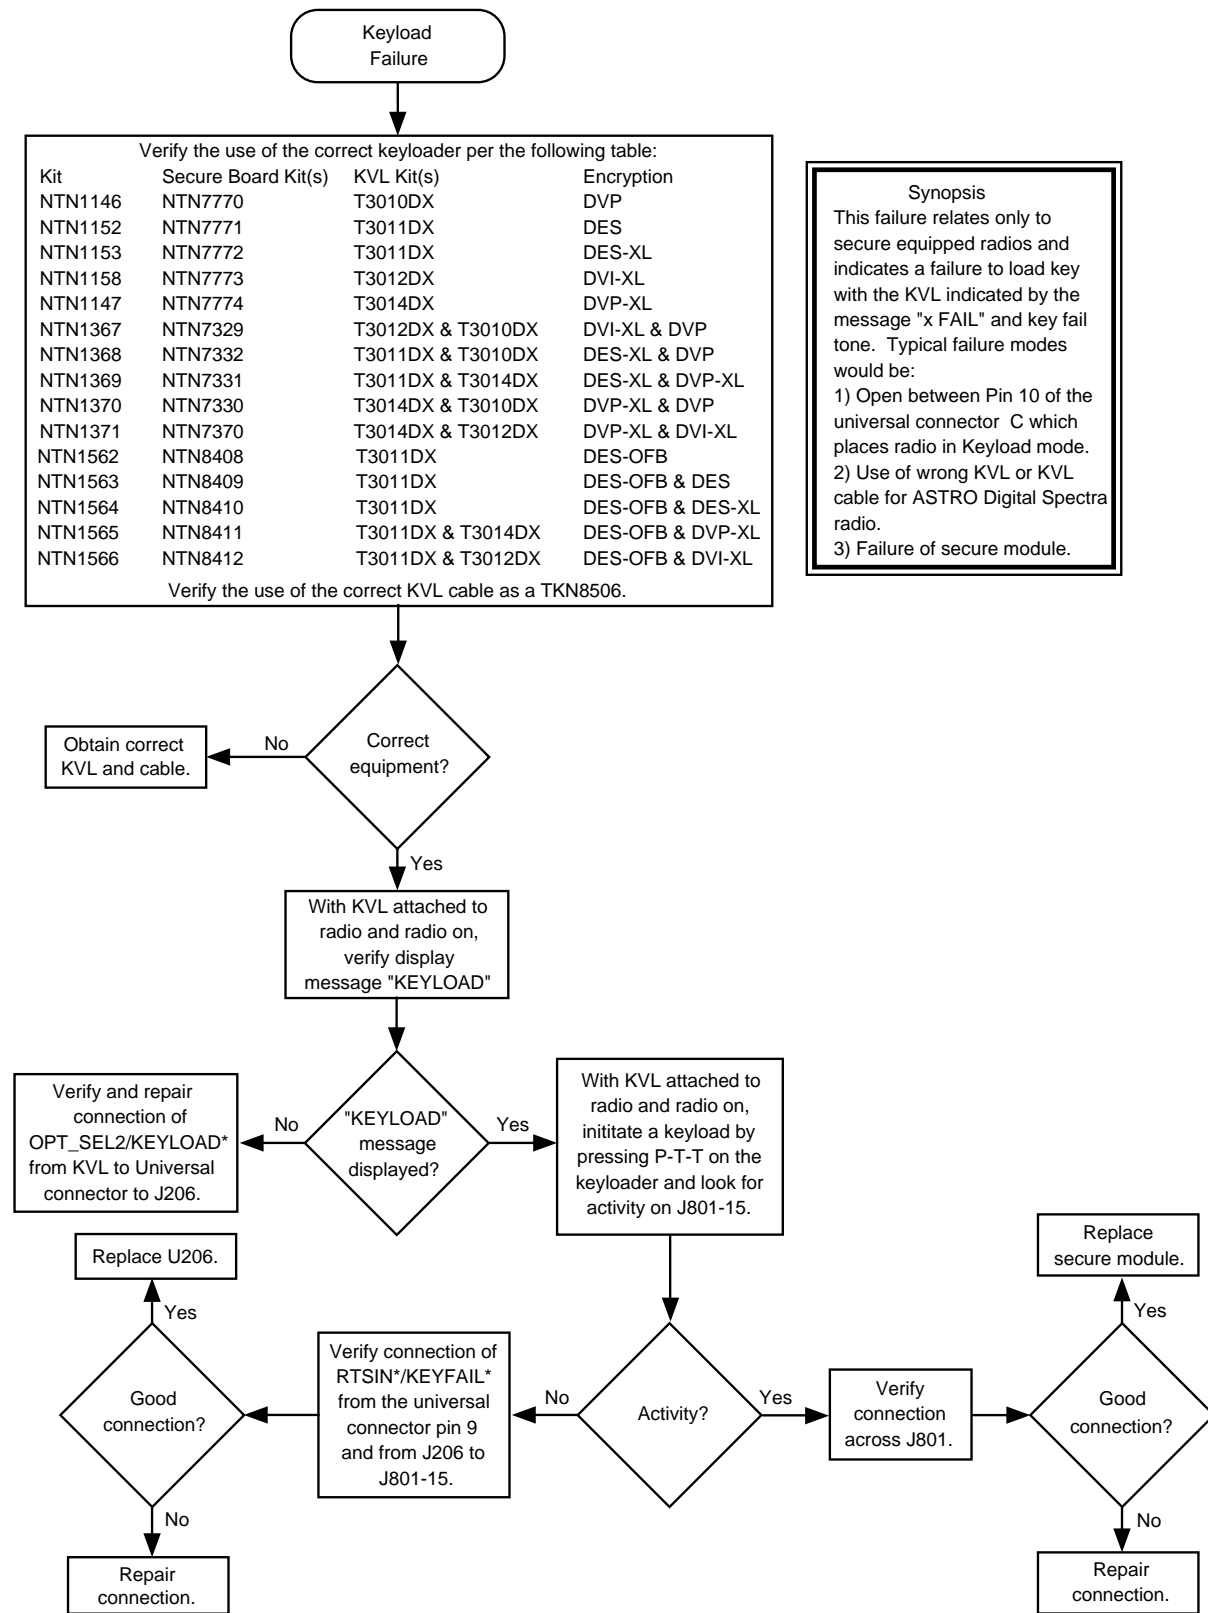 Keyload
Failure
Verify the use of the correct keyloader per the following table:
Kit Secure Board Kit(s) KVL Kit(s) Encryption
NTN1146 NTN7770 T3010DX DVP
NTN1152 NTN7771 T3011DX DES
NTN1153 NTN7772 T3011DX DES-XL
NTN1158 NTN7773 T3012DX DVI-XL
NTN1147 NTN7774 T3014DX DVP-XL
NTN1367 NTN7329 T3012DX & T3010DX DVI-XL & DVP
NTN1368 NTN7332 T3011DX & T3010DX DES-XL & DVP
NTN1369 NTN7331 T3011DX & T3014DX DES-XL & DVP-XL
NTN1370 NTN7330 T3014DX & T3010DX DVP-XL & DVP
NTN1371 NTN7370 T3014DX & T3012DX DVP-XL & DVI-XL
NTN1562 NTN8408 T3011DX DES-OFB
NTN1563 NTN8409 T3011DX DES-OFB & DES
NTN1564 NTN8410 T3011DX DES-OFB & DES-XL
NTN1565 NTN8411 T3011DX & T3014DX DES-OFB & DVP-XL
NTN1566 NTN8412 T3011DX & T3012DX DES-OFB & DVI-XL
Verify the use of the correct KVL cable as a TKN8506.
Synopsis
This failure relates only to
secure equipped radios and
indicates a failure to load key
with the KVL indicated by the
message "x FAIL" and key fail
tone. Typical failure modes
would be:
1) Open between Pin 10 of the
universal connector C which
places radio in Keyload mode.
2) Use of wrong KVL or KVL
cable for ASTRO Digital Spectra
radio.
3) Failure of secure module.
Correct
equipment?
No
Obtain correct
KVL and cable.
Yes
With KVL attached to
radio and radio on,
verify display
message "KEYLOAD"
"KEYLOAD"
message
displayed?
No
Verify and repair
connection of
OPT_SEL2/KEYLOAD*
from KVL to Universal
connector to J206.
Yes
With KVL attached to
radio and radio on,
inititate a keyload by
pressing P-T-T on the
keyloader and look for
activity on J801-15.
Activity?
No
Verify connection of
RTSIN*/KEYFAIL*
from the universal
connector pin 9
and from J206 to
J801-15.
Good
connection?
Yes
Replace U206.
No
Repair
connection.
Yes
Verify
connection
across J801.
Good
connection?
Yes
Replace
secure module.
No
Repair
connection.